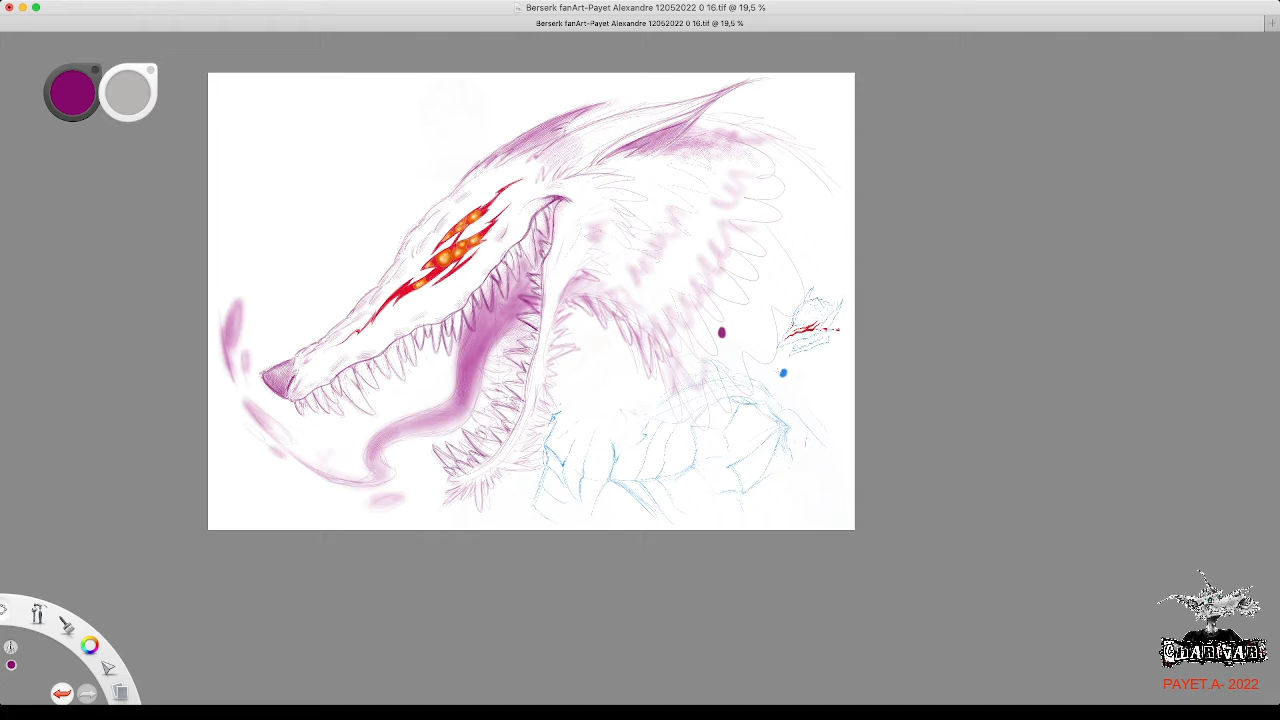 Berserk fanArt-Payet Alexandre 12052022 0 16.tif @ 19,5 %
Berserk fanArt-Payet Alexandre 12052022 0 16.tif @ 19,5 %
CHARIVARI
PAYET.A- 2022